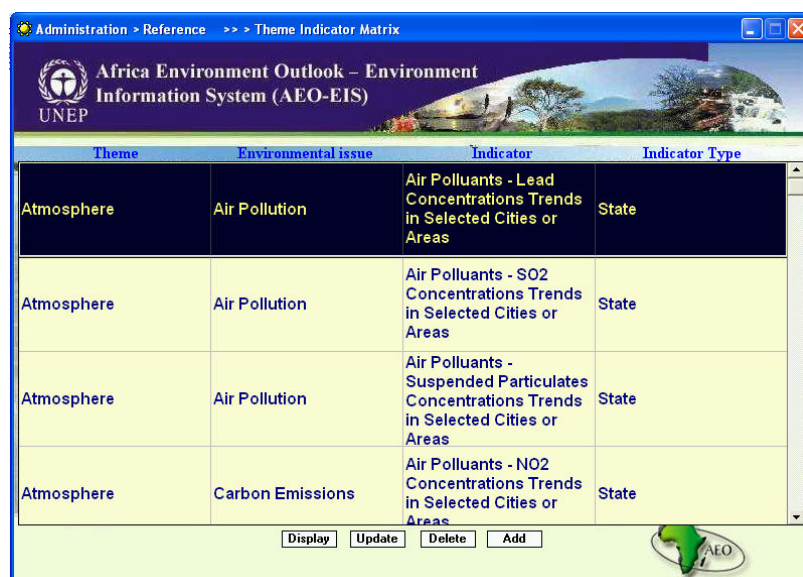 Administration > Reference >> > Theme Indicator Matrix
Africa Environment Outlook – Environment
Information System (AEO-EIS)
UNEP
Theme Environmental issue Indicator Indicator Type
Atmosphere Air Pollution Air Polluants - Lead
Concentrations Trends
in Selected Cities or
Areas State
Atmosphere Air Pollution Air Polluants - SO2
Concentrations Trends
in Selected Cities or
Areas State
Atmosphere Air Pollution Air Polluants -
Suspended Particulates
Concentrations Trends
in Selected Cities or
Areas State
Atmosphere Carbon Emissions Air Polluants - NO2
Concentrations Trends
in Selected Cities or
Areas State
Display Update Delete Add
AEO